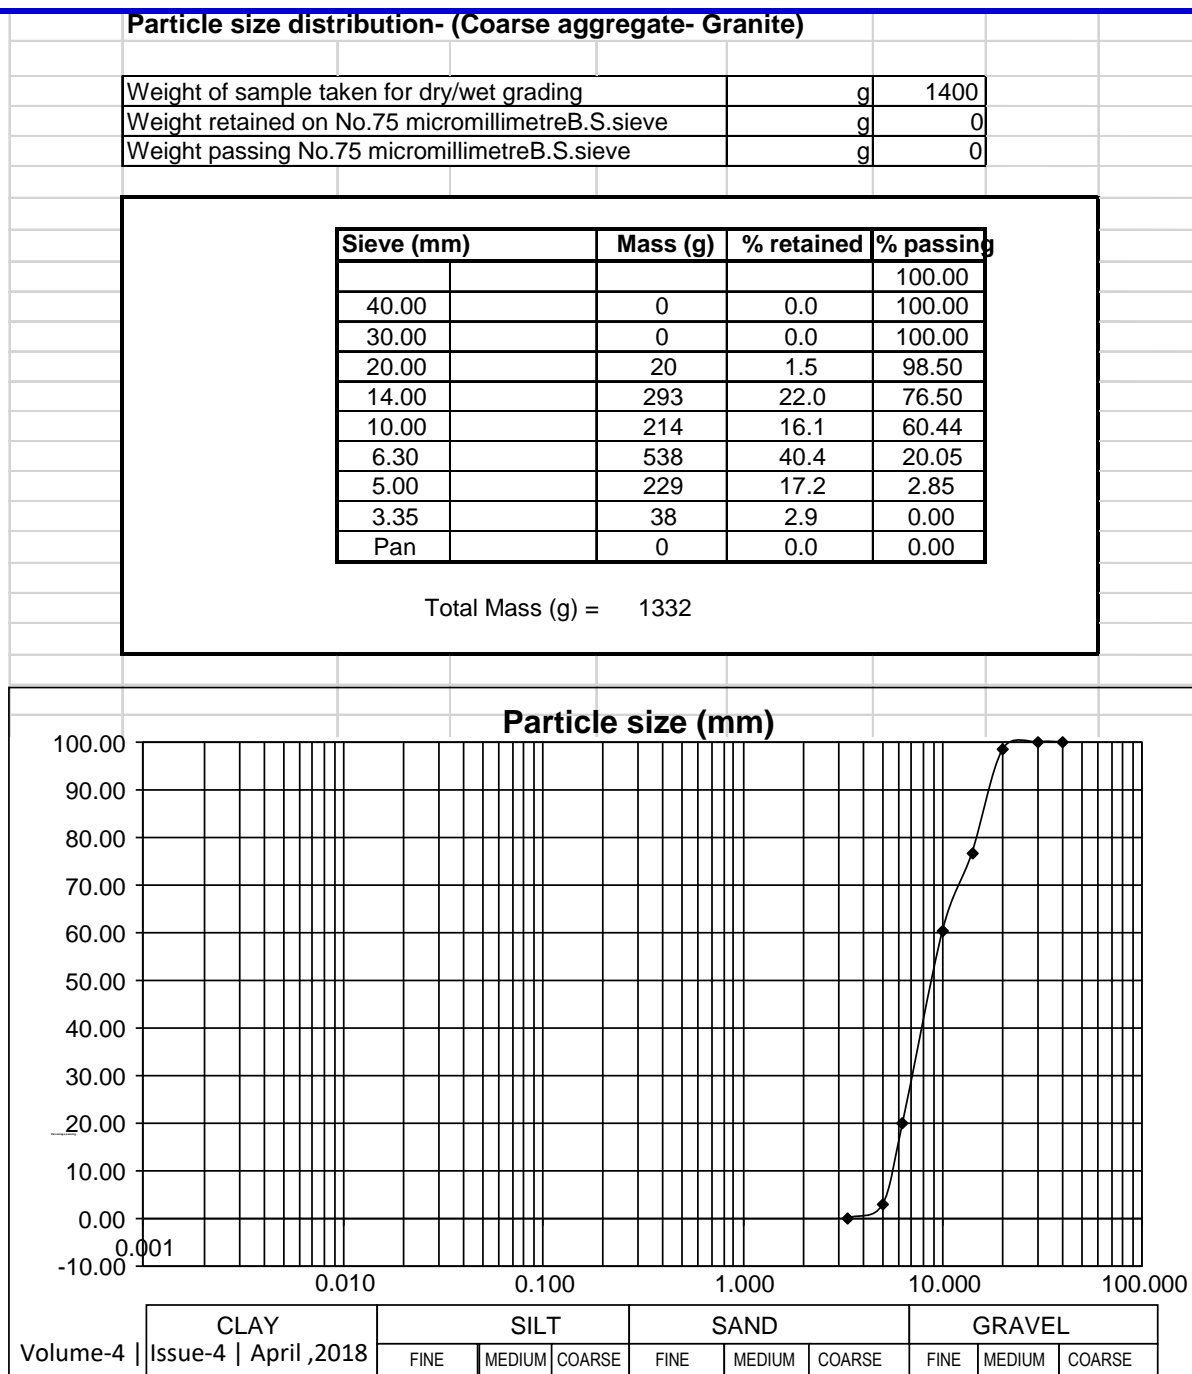 Particle size distribution- (Coarse aggregate- Granite)
Weight of sample taken for dry/wet grading g 1400
Weight retained on No.75 micromillimetreB.S.sieve g 0
Weight passing No.75 micromillimetreB.S.sieve g 0
Sieve (mm) Mass (g) % retained % passing
100.00
40.00 0 0.0 100.00
30.00 0 0.0 100.00
20.00 20 1.5 98.50
14.00 293 22.0 76.50
10.00 214 16.1 60.44
6.30 538 40.4 20.05
5.00 229 17.2 2.85
3.35 38 2.9 0.00
Pan 0 0.0 0.00
Total Mass (g) = 1332
Particle size (mm)
100.00
90.00
80.00
70.00
60.00
50.00
40.00
30.00
20.00
10.00
0.00
-10.00
0.001 0.010 0.100 1.000 10.000 100.000
CLAY SILT SAND GRAVEL
FINE MEDIUM COARSE FINE MEDIUM COARSE FINE MEDIUM COARSE
Volume-4 | Issue-4 | April ,2018